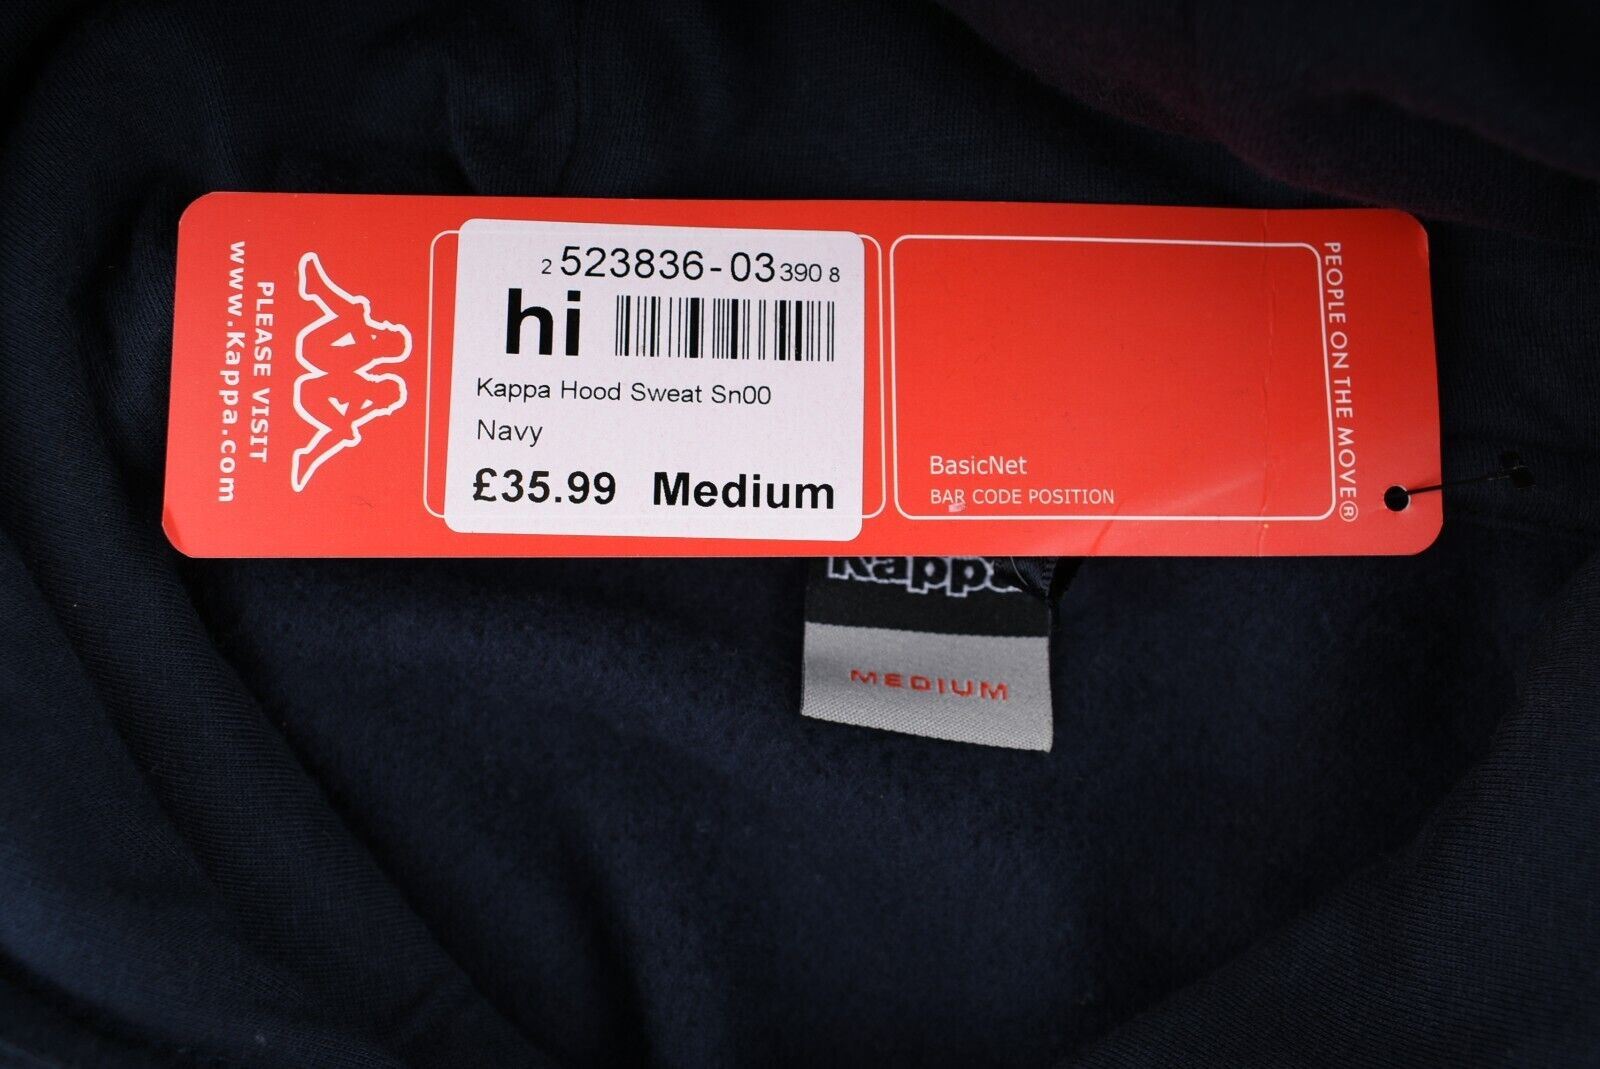 PLEASE VISIT
www.Kappa.com
2 523836-03 390 8
hi
Kappa Hood Sweat Sn00
Navy
£35.99 Medium
BasicNet
BAR CODE POSITION
PEOPLE ON THE MOVE®
Kappa
MEDIUM